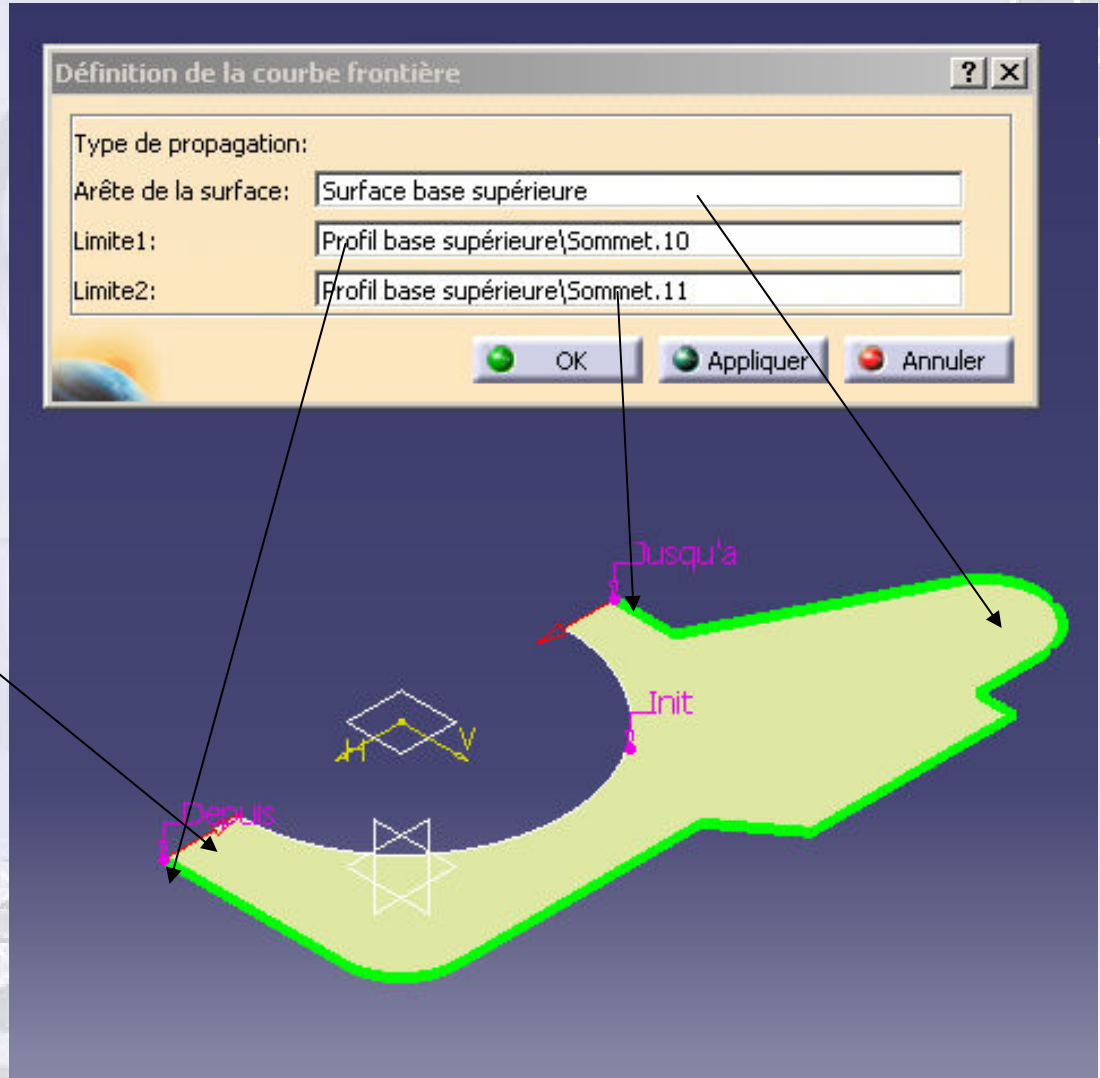 Définition de la courbe frontière
Type de propagation:
Arête de la surface: Surface base supérieure
Limite1: Profil base supérieure\Sommet.10
Limite2: Profil base supérieure\Sommet.11
OK Appliquer Annuler
Jusqu'a
Init
H V
Depuis